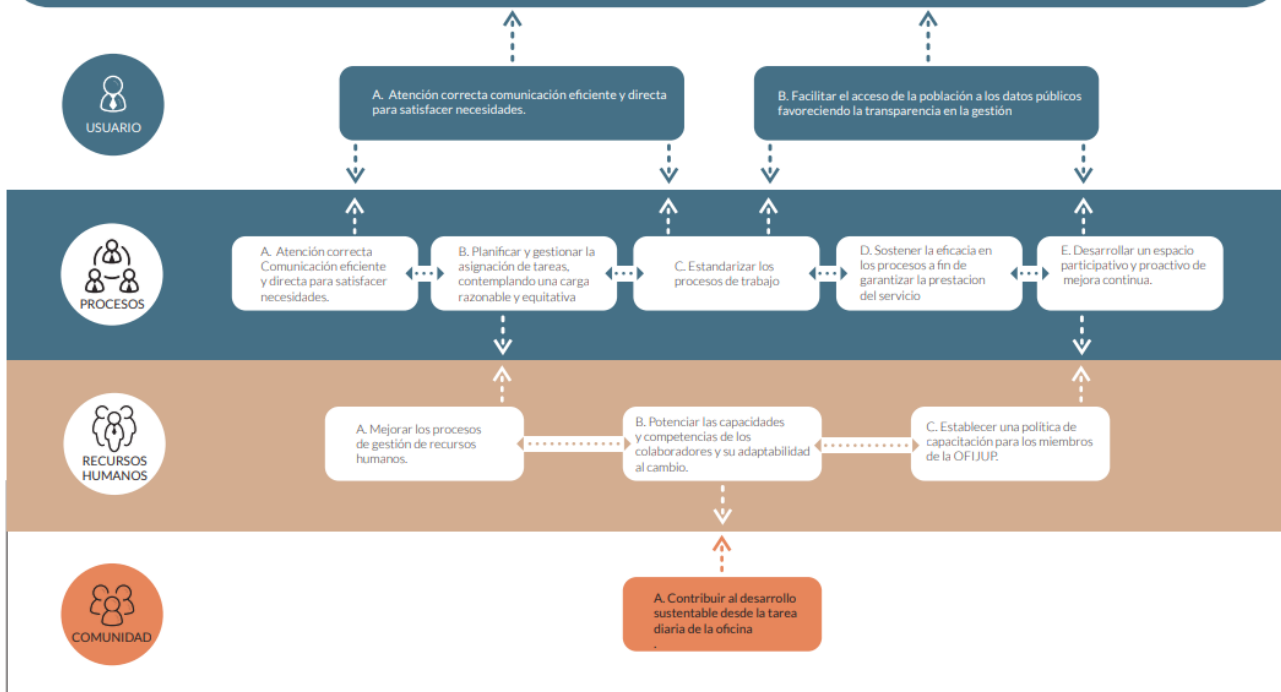 USUARIO
A. Atención correcta comunicación eficiente y directa
para satisfacer necesidades.
B. Facilitar el acceso de la población a los datos públicos
favoreciendo la transparencia en la gestión
PROCESOS
A. Atención correcta
Comunicación eficiente
y directa para satisfacer
necesidades.
B. Planificar y gestionar la
asignación de tareas,
contemplando una carga
razonable y equitativa
C. Estandarizar los
procesos de trabajo
D. Sostener la eficacia en
los procesos a fin de
garantizar la prestacion
del servicio
E. Desarrollar un espacio
participativo y proactivo de
mejora continua.
RECURSOS
HUMANOS
A. Mejorar los procesos
de gestión de recursos
humanos.
B. Potenciar las capacidades
y competencias de los
colaboradores y su adaptabilidad
al cambio.
C. Establecer una política de
capacitación para los miembros
de la OFIJUP.
COMUNIDAD
A. Contribuir al desarrollo
sustentable desde la tarea
diaria de la oficina
.